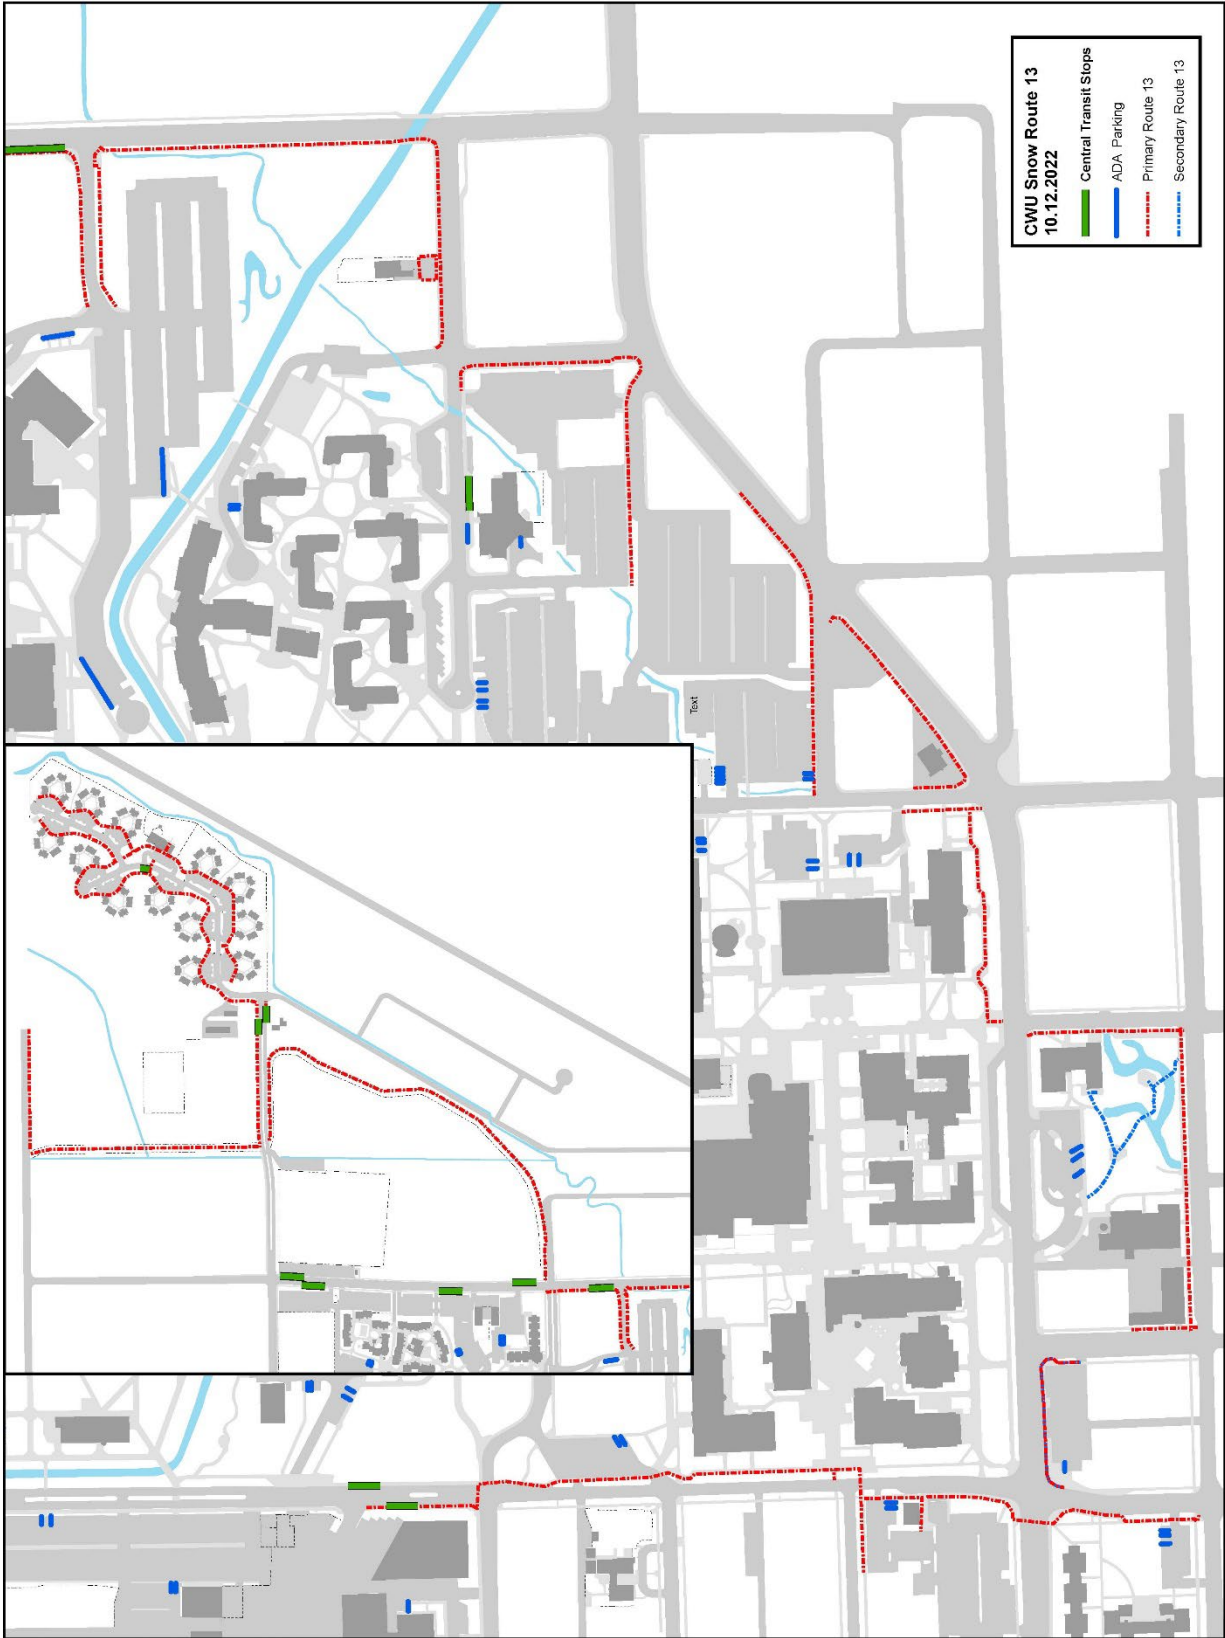 CWU Snow Route 13
10.12.2022
Central Transit Stops
ADA Parking
Primary Route 13
Secondary Route 13
Text